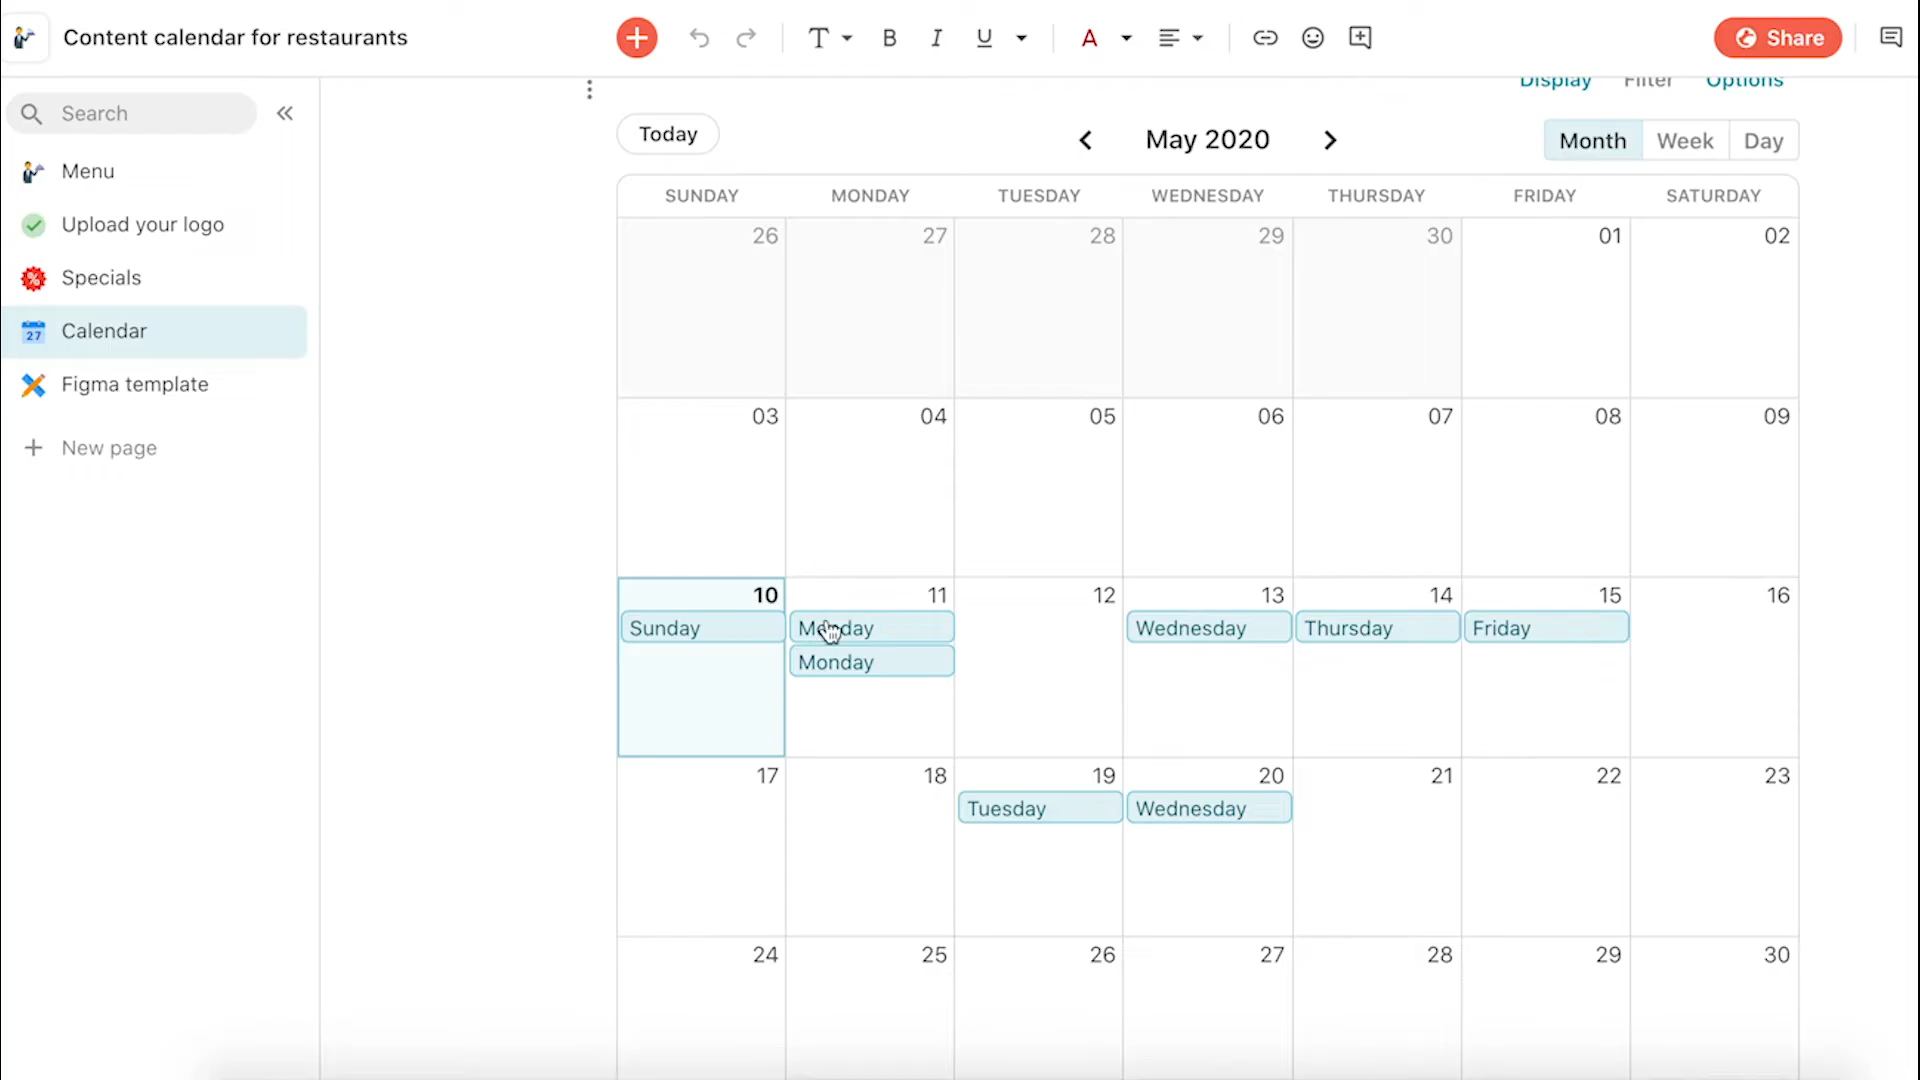 Content calendar for restaurants
T B I U A
Share
Search
Menu
Upload your logo
Specials
27 Calendar
Figma template
New page
Display Filter Options
Today
May 2020
Month Week Day
SUNDAY MONDAY TUESDAY WEDNESDAY THURSDAY FRIDAY SATURDAY
26 27 28 29 30 01 02
03 04 05 06 07 08 09
10 11 12 13 14 15 16
Sunday Monday Wednesday Thursday Friday
Monday
17 18 19 20 21 22 23
Tuesday Wednesday
24 25 26 27 28 29 30